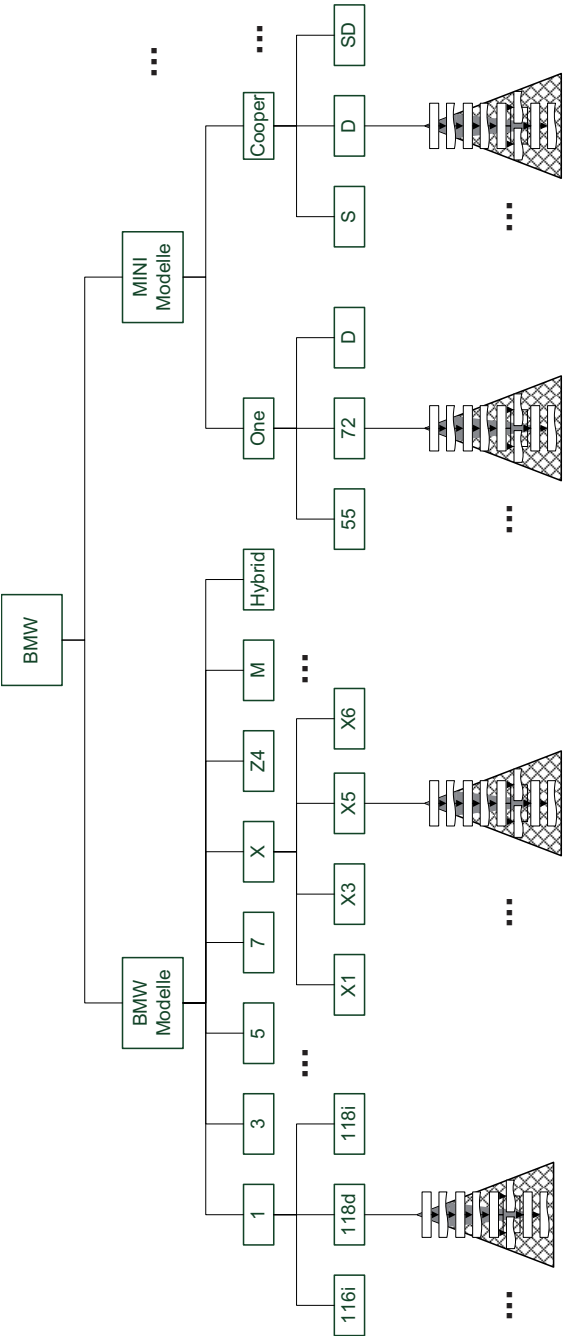 BMW
BMW
Modelle
MINI
Modelle
...
1
3
5
7
X
Z4
M
Hybrid
One
Cooper
...
...
...
116i
118d
118i
X1
X3
X5
X6
55
72
D
S
D
SD
...
...
...
...